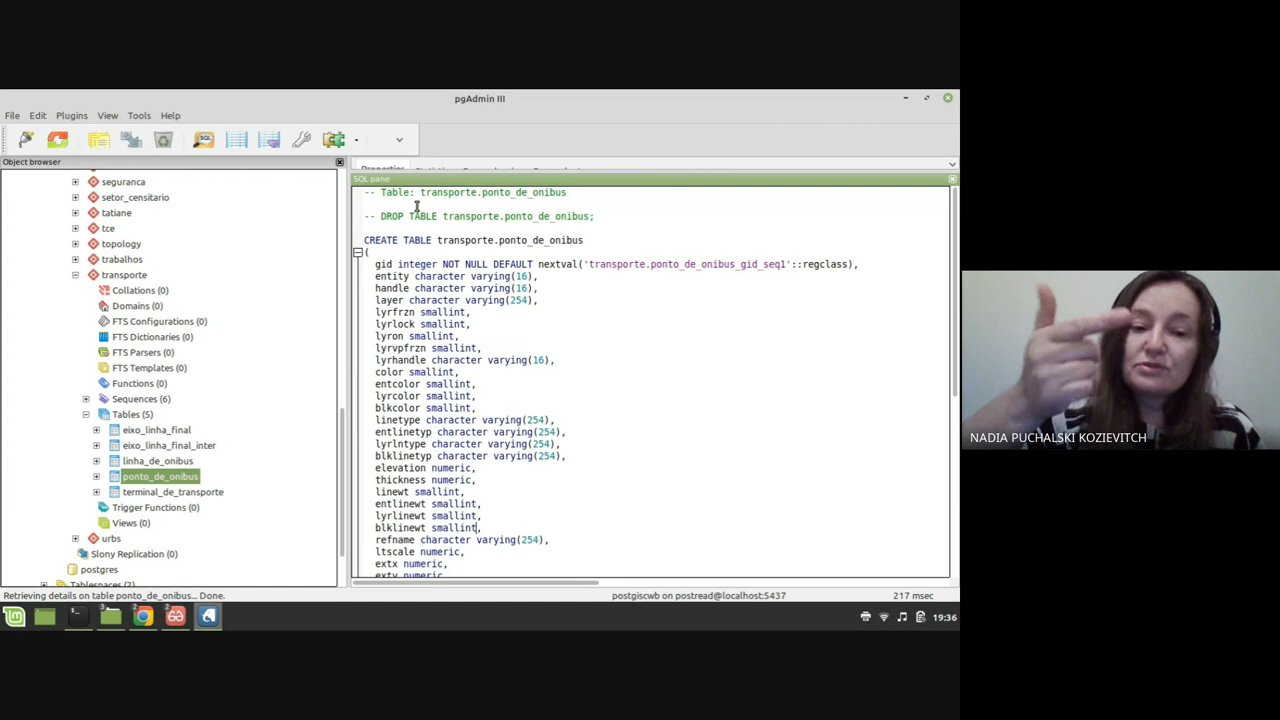 pgAdmin III
File Edit Plugins View Tools Help
Object browser
seguranca
setor_censitario
tatiane
tce
topology
trabalhos
transporte
Collations (0)
Domains (0)
FTS Configurations (0)
FTS Dictionaries (0)
FTS Parsers (0)
FTS Templates (0)
Functions (0)
Sequences (6)
Tables (5)
eixo_linha_final
eixo_linha_final_inter
linha_de_onibus
ponto_de_onibus
terminal_de_transporte
Trigger Functions (0)
Views (0)
urbs
Slony Replication (0)
postgres
Tablespaces (2)
Properties
SQL pane
-- Table: transporte.ponto_de_onibus
-- DROP TABLE transporte.ponto_de_onibus;
CREATE TABLE transporte.ponto_de_onibus
(
gid integer NOT NULL DEFAULT nextval('transporte.ponto_de_onibus_gid_seq1'::regclass),
entity character varying(16),
handle character varying(16),
layer character varying(254),
lyrfrzn smallint,
lyrlock smallint,
lyron smallint,
lyrvpfrzn smallint,
lyrhandle character varying(16),
color smallint,
entcolor smallint,
lyrcolor smallint,
blkcolor smallint,
linetype character varying(254),
entlinetyp character varying(254),
lyrlntype character varying(254),
blklinetyp character varying(254),
elevation numeric,
thickness numeric,
linewt smallint,
entlinewt smallint,
lyrlinewt smallint,
blklinewt smallint,
refname character varying(254),
ltscale numeric,
extx numeric,
exty numeric,
Retrieving details on table ponto_de_onibus... Done.
postgiscwb on postread@localhost:5437
217 msec
19:36
NADIA PUCHALSKI KOZIEVITCH